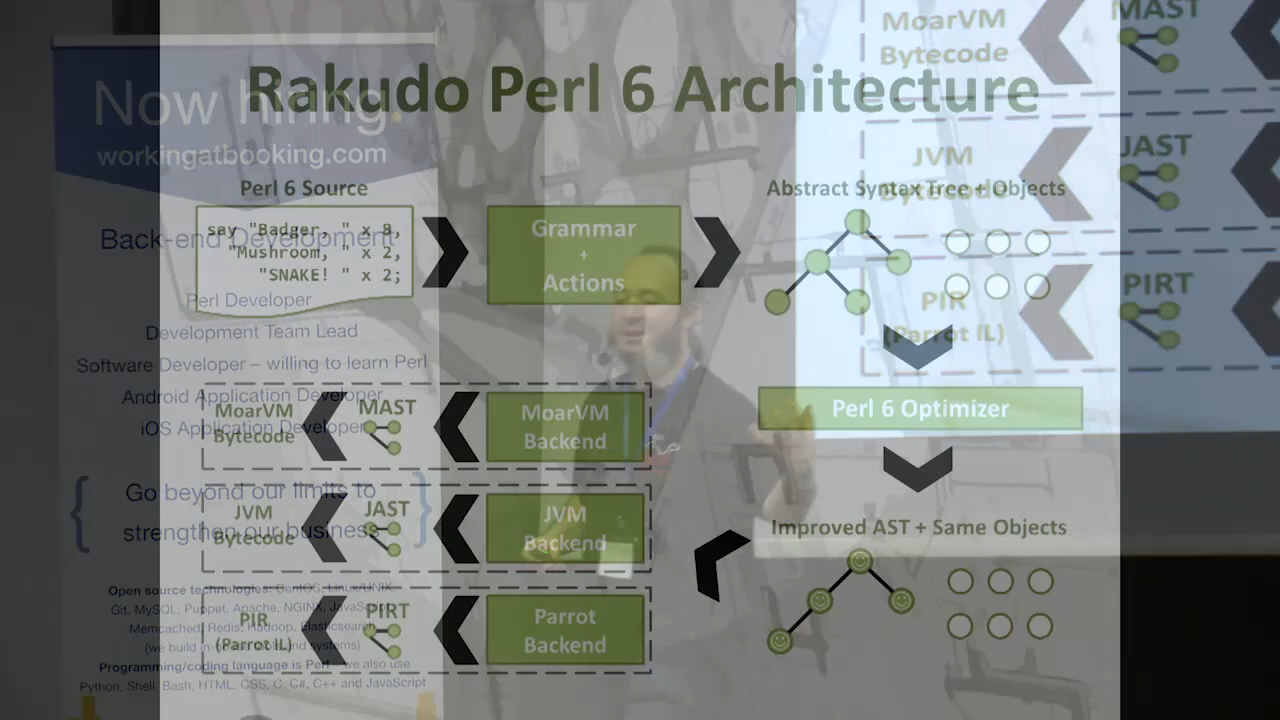 Rakudo Perl 6 Architecture
Perl 6 Source
say "Badger, " x 8,
"Mushroom, " x 2,
"SNAKE! " x 2;
Grammar
+
Actions
Abstract Syntax Tree + Objects
Perl 6 Optimizer
Improved AST + Same Objects
MoarVM
Backend
MAST
MoarVM
Bytecode
JVM
Backend
JAST
JVM
Bytecode
Parrot
Backend
PIRT
PIR
(Parrot IL)
Now hiring.
workingatbooking.com
Back-end Development
Perl Developer
Development Team Lead
Software Developer – willing to learn Perl
Android Application Developer
iOS Application Developer
{ Go beyond our limits to
strengthen our business }
Open source technologies: CentOS, Linux/UNIX,
Git, MySQL, Puppet, Apache, NGINX, JavaScript,
Memcached, Redis, Hadoop, Elasticsearch
(we build in- and systems)
Programming/coding language is Perl – we also use
Python, Shell, Bash, HTML, CSS, C, C#, C++ and JavaScript
MoarVM
Bytecode
MAST
JVM
Bytecode
JAST
PIR
(Parrot IL)
PIRT